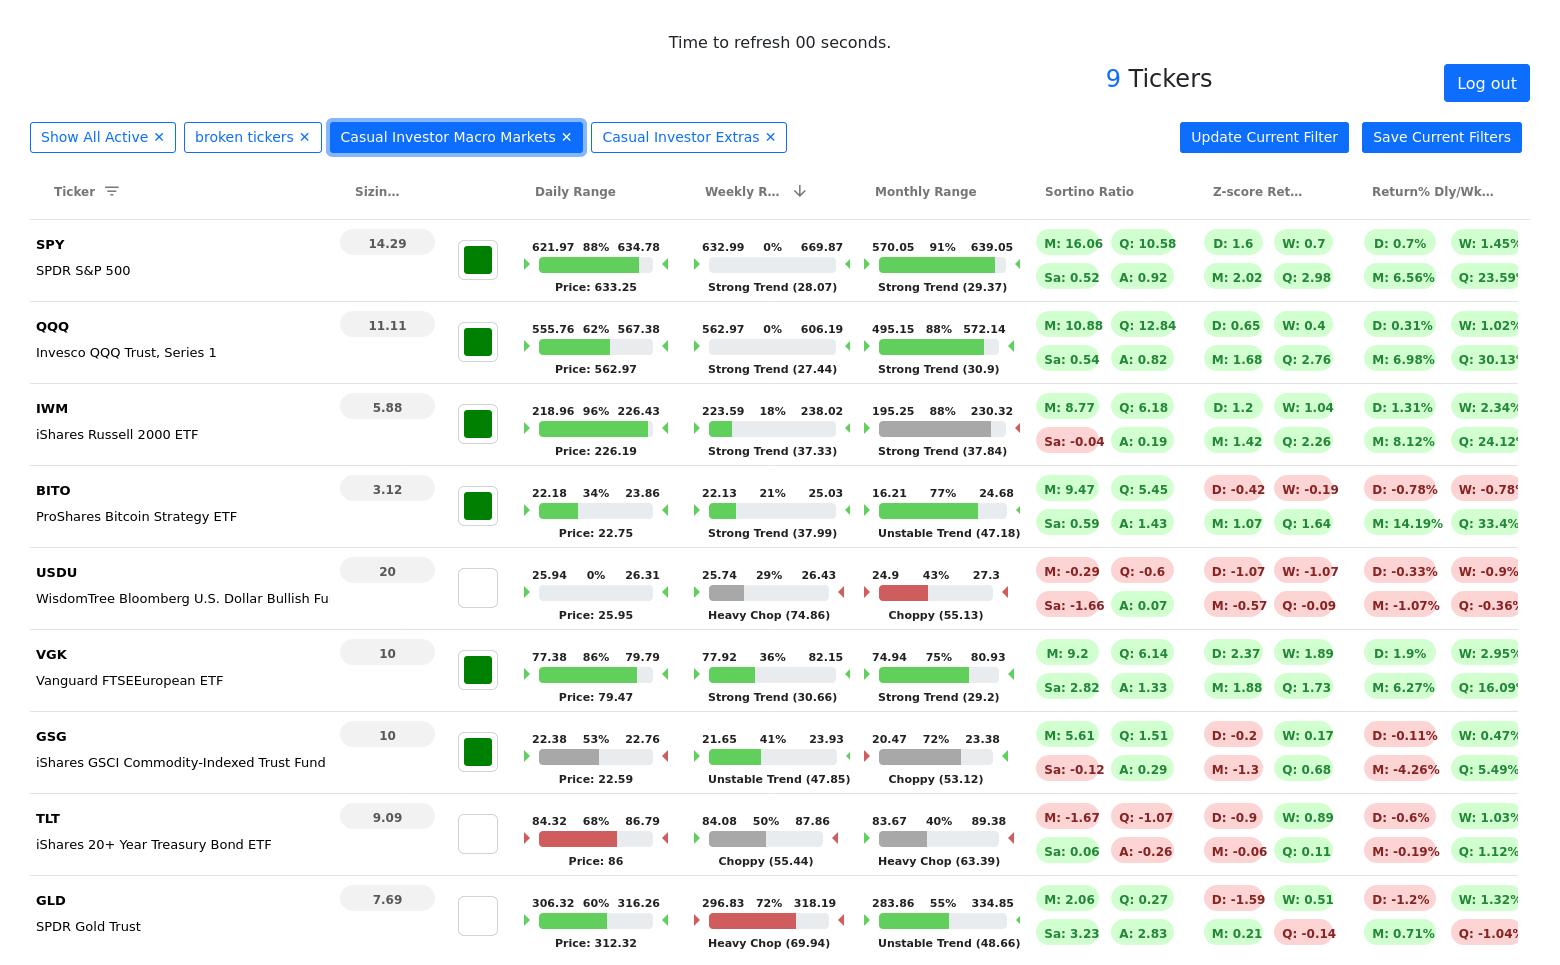 Time to refresh 00 seconds.
9 Tickers
Log out
Show All Active ✕ broken tickers ✕ Casual Investor Macro Markets ✕ Casual Investor Extras ✕ Update Current Filter Save Current Filters
Ticker Sizin... Daily Range Weekly R... Monthly Range Sortino Ratio Z-score Ret... Return% Dly/Wk...
SPY 14.29 621.97 88% 634.78 632.99 0% 669.87 570.05 91% 639.05 M: 16.06 Q: 10.58 D: 1.6 W: 0.7 D: 0.7% W: 1.45%
SPDR S&P 500 Sa: 0.52 A: 0.92 M: 2.02 Q: 2.98 M: 6.56% Q: 23.59%
Price: 633.25 Strong Trend (28.07) Strong Trend (29.37)
QQQ 11.11 555.76 62% 567.38 562.97 0% 606.19 495.15 88% 572.14 M: 10.88 Q: 12.84 D: 0.65 W: 0.4 D: 0.31% W: 1.02%
Invesco QQQ Trust, Series 1 Sa: 0.54 A: 0.82 M: 1.68 Q: 2.76 M: 6.98% Q: 30.13%
Price: 562.97 Strong Trend (27.44) Strong Trend (30.9)
IWM 5.88 218.96 96% 226.43 223.59 18% 238.02 195.25 88% 230.32 M: 8.77 Q: 6.18 D: 1.2 W: 1.04 D: 1.31% W: 2.34%
iShares Russell 2000 ETF Sa: -0.04 A: 0.19 M: 1.42 Q: 2.26 M: 8.12% Q: 24.12%
Price: 226.19 Strong Trend (37.33) Strong Trend (37.84)
BITO 3.12 22.18 34% 23.86 22.13 21% 25.03 16.21 77% 24.68 M: 9.47 Q: 5.45 D: -0.42 W: -0.19 D: -0.78% W: -0.78%
ProShares Bitcoin Strategy ETF Sa: 0.59 A: 1.43 M: 1.07 Q: 1.64 M: 14.19% Q: 33.4%
Price: 22.75 Strong Trend (37.99) Unstable Trend (47.18)
USDU 20 25.94 0% 26.31 25.74 29% 26.43 24.9 43% 27.3 M: -0.29 Q: -0.6 D: -1.07 W: -1.07 D: -0.33% W: -0.9%
WisdomTree Bloomberg U.S. Dollar Bullish Fu Sa: -1.66 A: 0.07 M: -0.57 Q: -0.09 M: -1.07% Q: -0.36%
Price: 25.95 Heavy Chop (74.86) Choppy (55.13)
VGK 10 77.38 86% 79.79 77.92 36% 82.15 74.94 75% 80.93 M: 9.2 Q: 6.14 D: 2.37 W: 1.89 D: 1.9% W: 2.95%
Vanguard FTSEEuropean ETF Sa: 2.82 A: 1.33 M: 1.88 Q: 1.73 M: 6.27% Q: 16.09%
Price: 79.47 Strong Trend (30.66) Strong Trend (29.2)
GSG 10 22.38 53% 22.76 21.65 41% 23.93 20.47 72% 23.38 M: 5.61 Q: 1.51 D: -0.2 W: 0.17 D: -0.11% W: 0.47%
iShares GSCI Commodity-Indexed Trust Fund Sa: -0.12 A: 0.29 M: -1.3 Q: 0.68 M: -4.26% Q: 5.49%
Price: 22.59 Unstable Trend (47.85) Choppy (53.12)
TLT 9.09 84.32 68% 86.79 84.08 50% 87.86 83.67 40% 89.38 M: -1.67 Q: -1.07 D: -0.9 W: 0.89 D: -0.6% W: 1.03%
iShares 20+ Year Treasury Bond ETF Sa: 0.06 A: -0.26 M: -0.06 Q: 0.11 M: -0.19% Q: 1.12%
Price: 86 Choppy (55.44) Heavy Chop (63.39)
GLD 7.69 306.32 60% 316.26 296.83 72% 318.19 283.86 55% 334.85 M: 2.06 Q: 0.27 D: -1.59 W: 0.51 D: -1.2% W: 1.32%
SPDR Gold Trust Sa: 3.23 A: 2.83 M: 0.21 Q: -0.14 M: 0.71% Q: -1.04%
Price: 312.32 Heavy Chop (69.94) Unstable Trend (48.66)